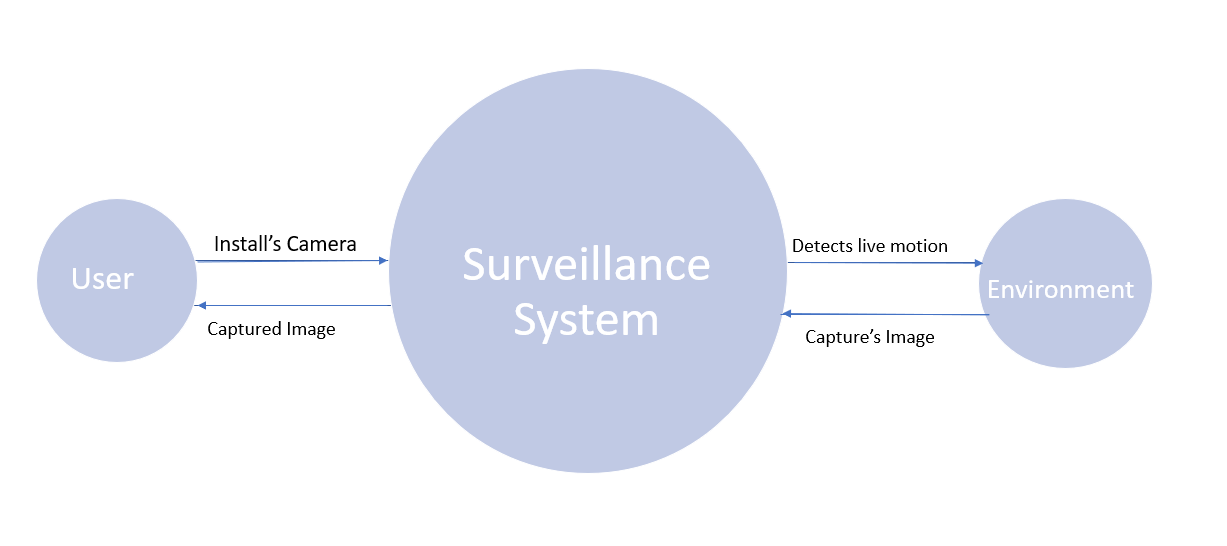 User
Install’s Camera
Captured Image
Surveillance
System
Detects live motion
Capture’s Image
Environment